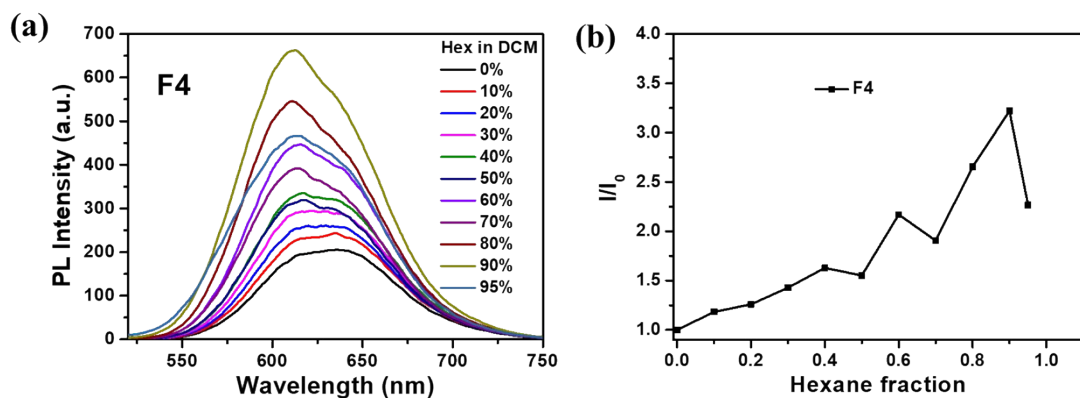 (a)
700
600
500
400
300
200
100
0
PL Intensity (a.u.)
F4
Hex in DCM
0%
10%
20%
30%
40%
50%
60%
70%
80%
90%
95%
550 600 650 700 750
Wavelength (nm)
(b)
4.0
3.5
3.0
2.5
2.0
1.5
1.0
I/I₀
F4
0.0 0.2 0.4 0.6 0.8 1.0
Hexane fraction